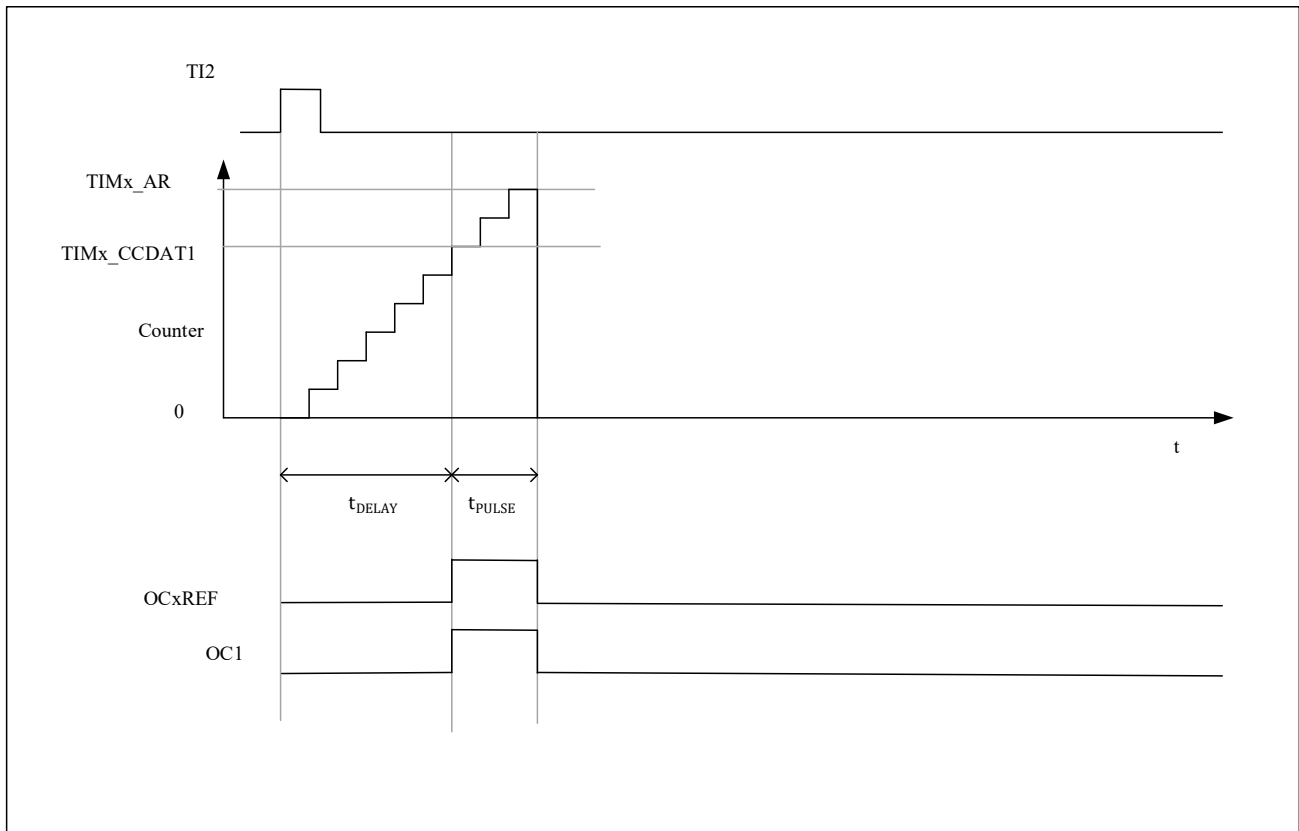 TI2
TIMx_AR
TIMx_CCDAT1
Counter
0
t
tDELAY tPULSE
OCxREF
OC1